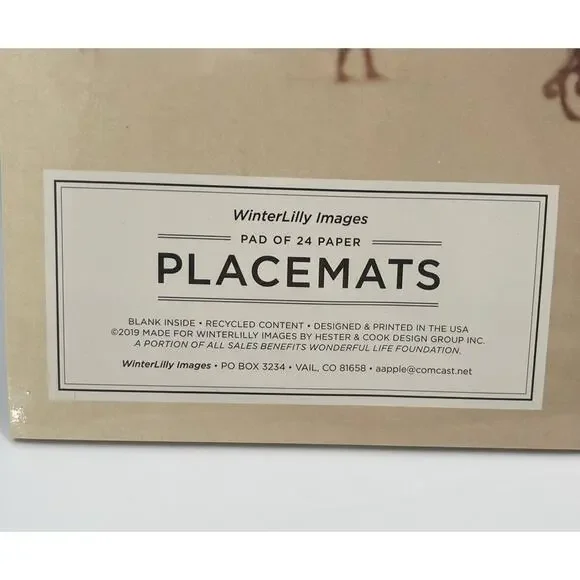 WinterLilly Images
PAD OF 24 PAPER
PLACEMATS
BLANK INSIDE • RECYCLED CONTENT • DESIGNED & PRINTED IN THE USA
©2019 MADE FOR WINTERLILLY IMAGES BY HESTER & COOK DESIGN GROUP INC.
A PORTION OF ALL SALES BENEFITS WONDERFUL LIFE FOUNDATION.
WinterLilly Images • PO BOX 3234 • VAIL, CO 81658 • aapple@comcast.net